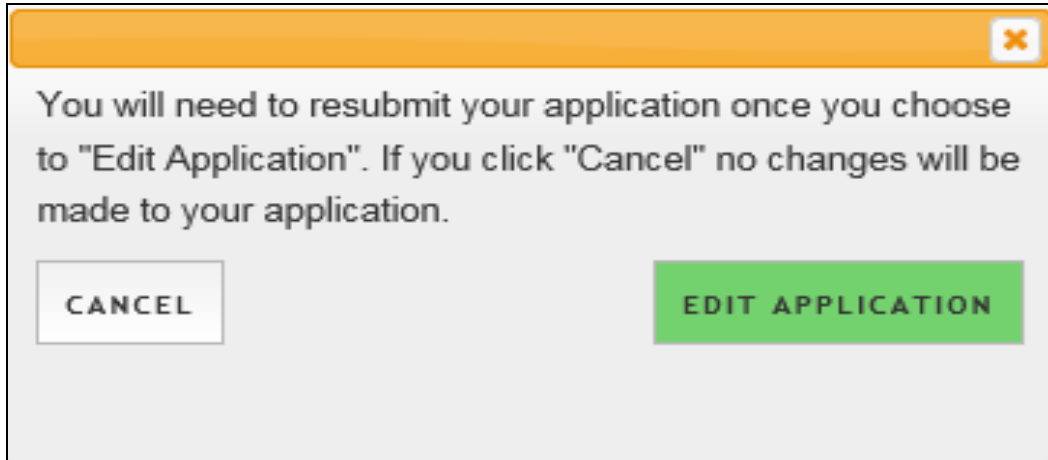 You will need to resubmit your application once you choose
to "Edit Application". If you click "Cancel" no changes will be
made to your application.
CANCEL
EDIT APPLICATION